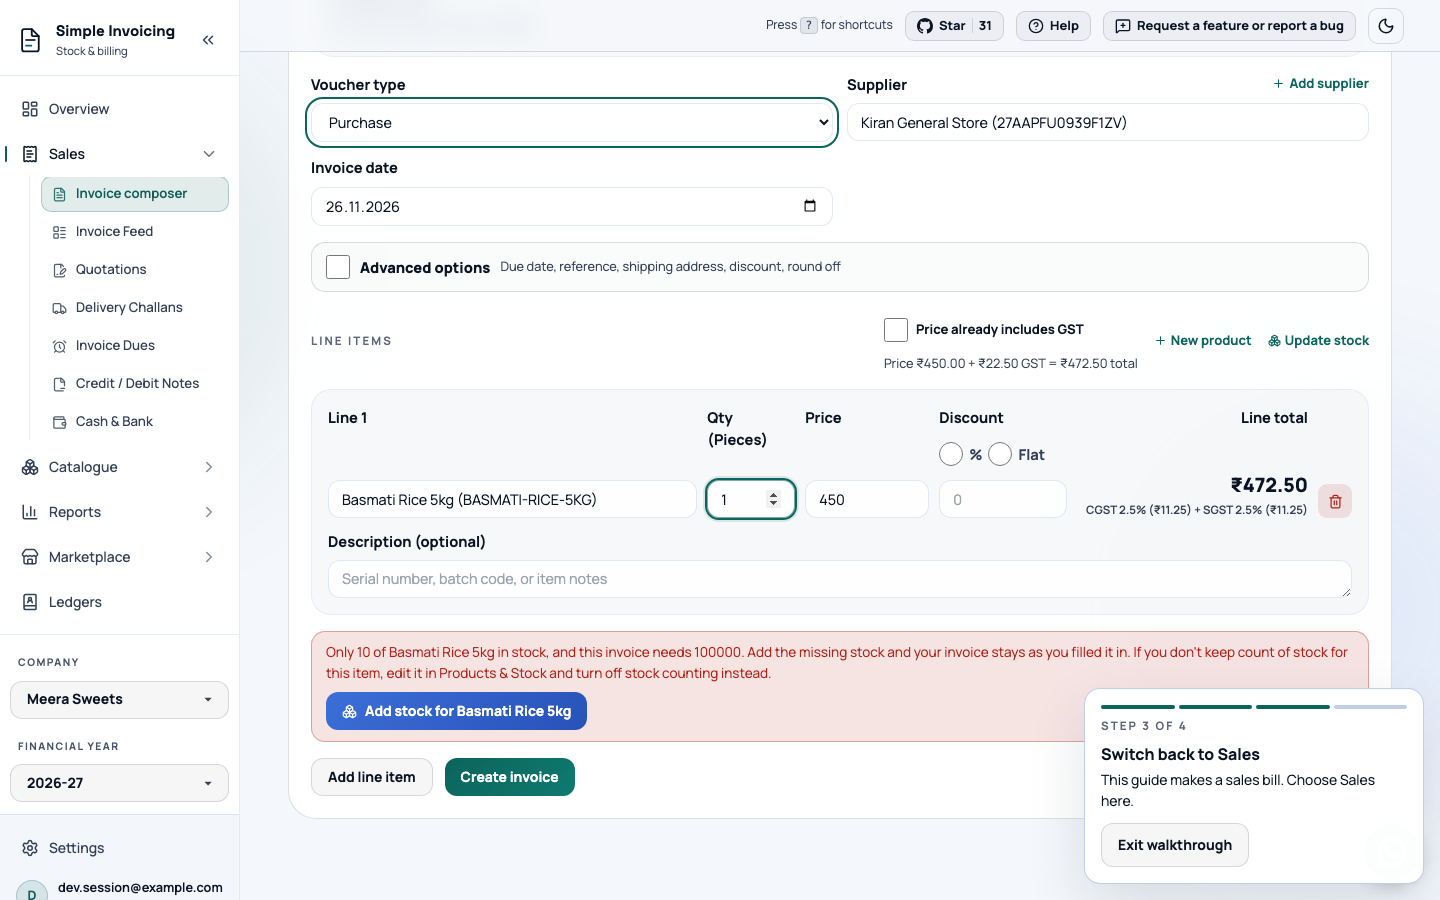 Simple Invoicing
Stock & billing
Press ? for shortcuts
Star 31
Help
Request a feature or report a bug
Overview
Sales
Invoice composer
Invoice Feed
Quotations
Delivery Challans
Invoice Dues
Credit / Debit Notes
Cash & Bank
Catalogue
Reports
Marketplace
Ledgers
COMPANY
Meera Sweets
FINANCIAL YEAR
2026-27
Settings
D
dev.session@example.com
Voucher type
Supplier
+ Add supplier
Purchase
Kiran General Store (27AAPFU0939F1ZV)
Invoice date
26.11.2026
Advanced options Due date, reference, shipping address, discount, round off
LINE ITEMS
Price already includes GST
Price ₹450.00 + ₹22.50 GST = ₹472.50 total
+ New product
Update stock
Line 1
Qty
(Pieces)
Price
Discount
Line total
% Flat
Basmati Rice 5kg (BASMATI-RICE-5KG)
1
450
0
₹472.50
CGST 2.5% (₹11.25) + SGST 2.5% (₹11.25)
Description (optional)
Serial number, batch code, or item notes
Only 10 of Basmati Rice 5kg in stock, and this invoice needs 100000. Add the missing stock and your invoice stays as you filled it in. If you don't keep count of stock for
this item, edit it in Products & Stock and turn off stock counting instead.
Add stock for Basmati Rice 5kg
Add line item
Create invoice
STEP 3 OF 4
Switch back to Sales
This guide makes a sales bill. Choose Sales
here.
Exit walkthrough